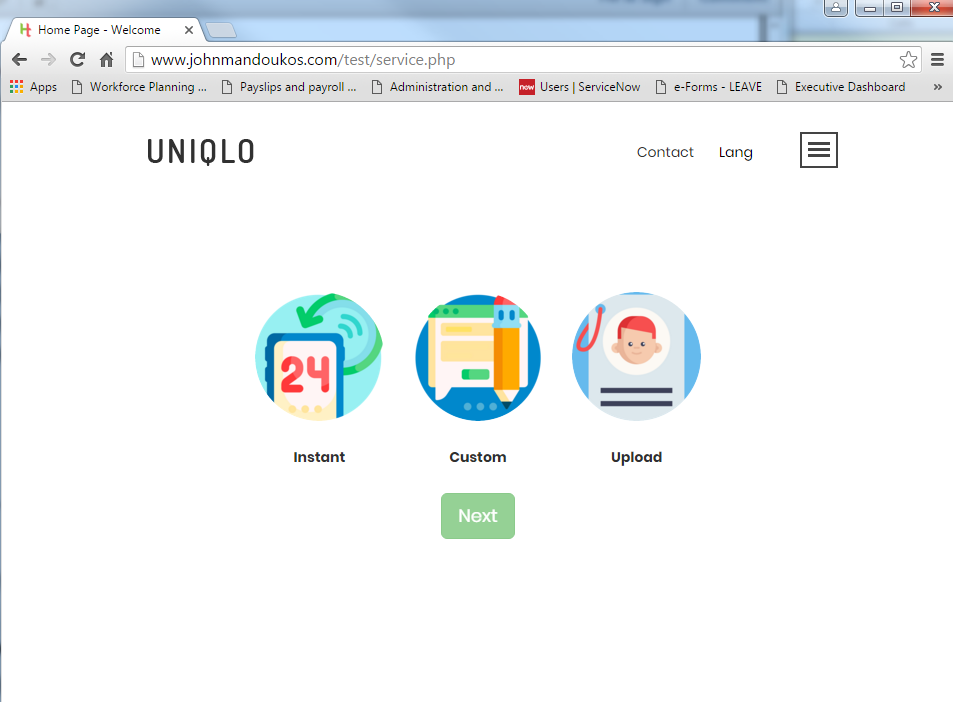 Home Page - Welcome
www.johnmandoukos.com/test/service.php
Apps Workforce Planning ... Payslips and payroll ... Administration and ... now Users | ServiceNow e-Forms - LEAVE Executive Dashboard »
UNIQLO Contact Lang
24
Instant Custom Upload
Next